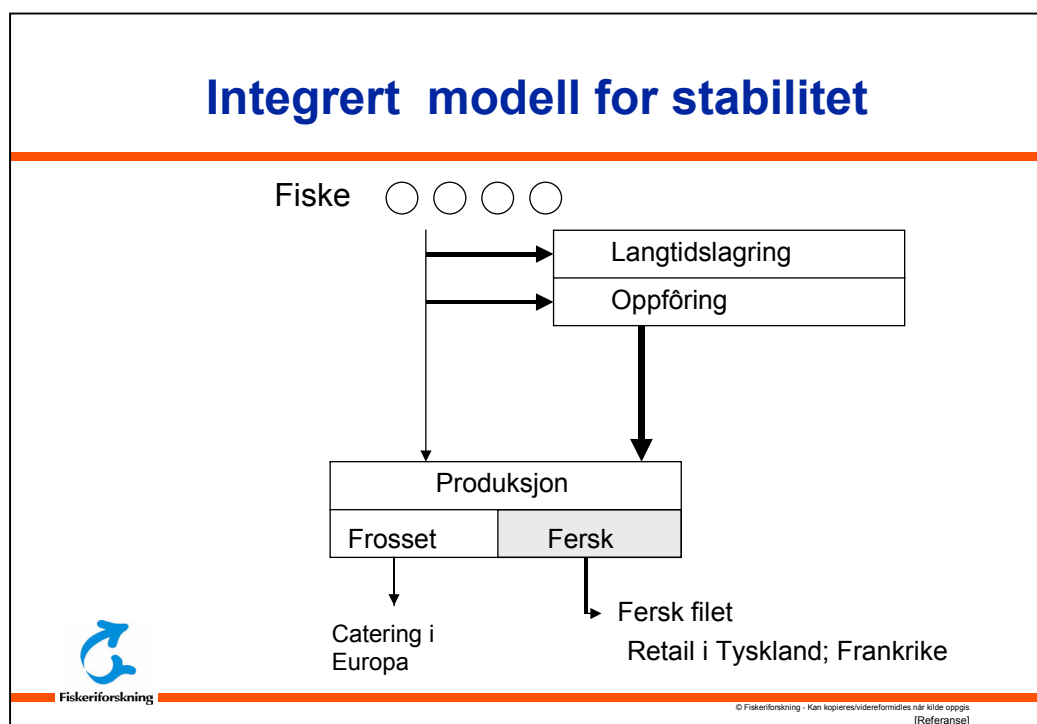 Integrert modell for stabilitet
Fiske
Langtidslagring
Oppfôring
Produksjon
Frosset
Fersk
Catering i
Europa
Fersk filet
Retail i Tyskland; Frankrike
Fiskeriforskning
© Fiskeriforskning - Kan kopieres/videreformidles når kilde oppgis
[Referanse]